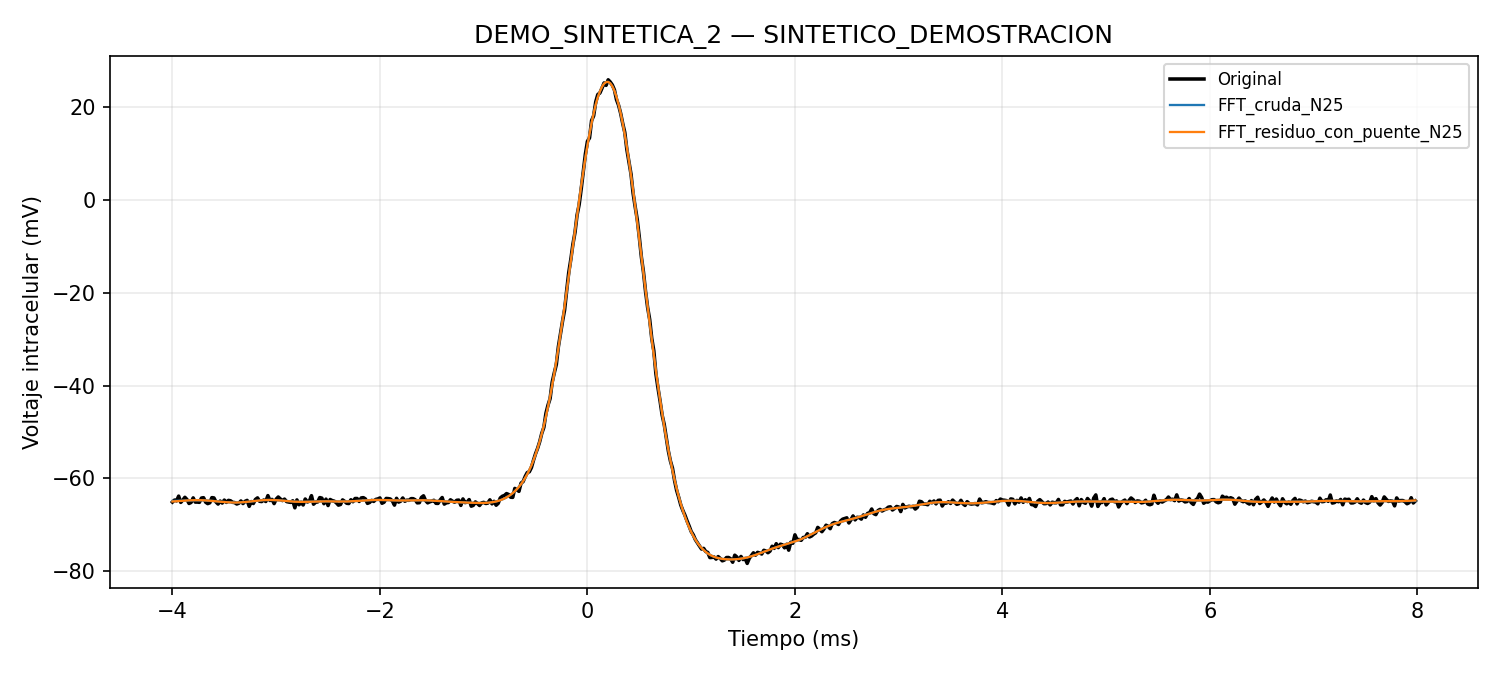 DEMO_SINTETICA_2 — SINTETICO_DEMOSTRACION
Original
FFT_cruda_N25
FFT_residuo_con_puente_N25
Voltaje intracelular (mV)
20
0
−20
−40
−60
−80
−4
−2
0
2
4
6
8
Tiempo (ms)